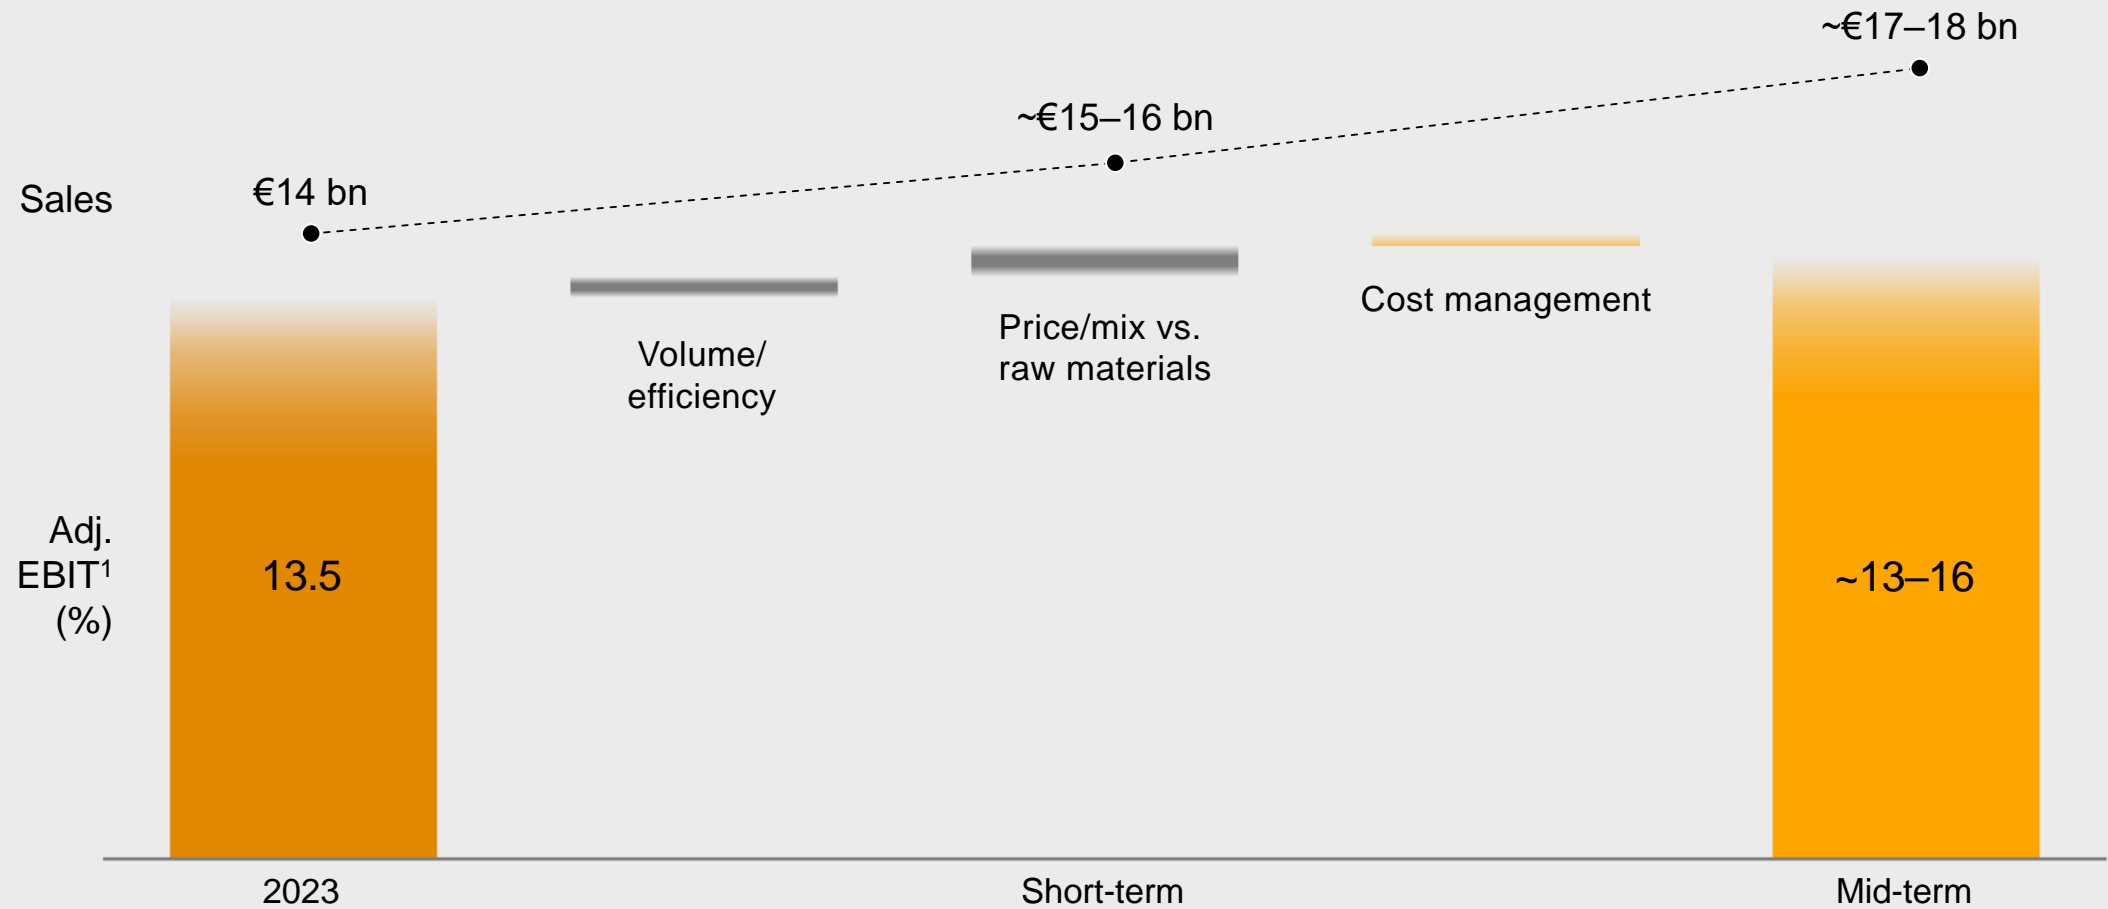 ~€17–18 bn
~€15–16 bn
€14 bn
Sales
Cost management
Price/mix vs.
raw materials
Volume/
efficiency
Adj.
EBIT¹
(%)
13.5
~13–16
2023
Short-term
Mid-term